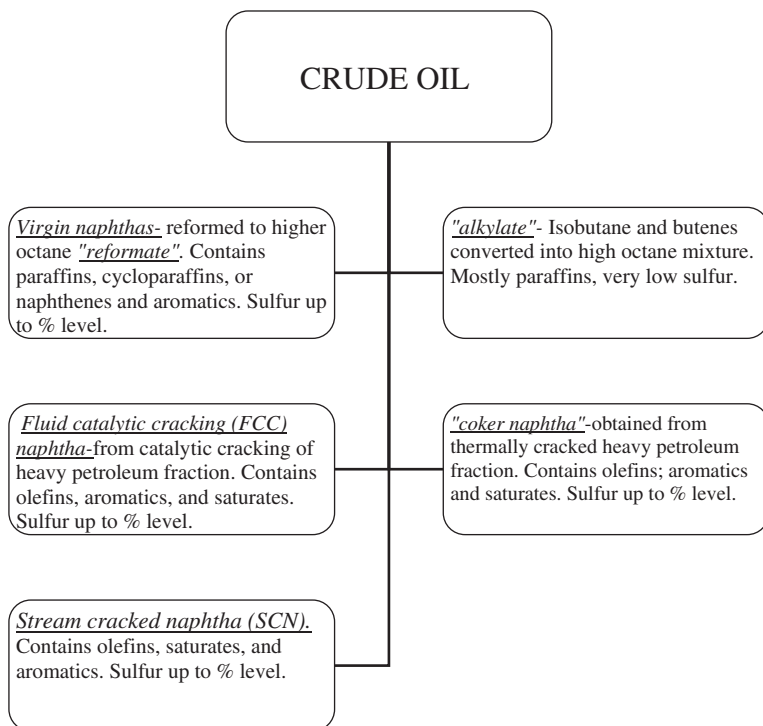 CRUDE OIL
Virgin naphthas- reformed to higher
octane "reformate". Contains
paraffins, cycloparaffins, or
naphthenes and aromatics. Sulfur up
to % level.
"alkylate"- Isobutane and butenes
converted into high octane mixture.
Mostly paraffins, very low sulfur.
Fluid catalytic cracking (FCC)
naphtha-from catalytic cracking of
heavy petroleum fraction. Contains
olefins, aromatics, and saturates.
Sulfur up to % level.
"coker naphtha"-obtained from
thermally cracked heavy petroleum
fraction. Contains olefins; aromatics
and saturates. Sulfur up to % level.
Stream cracked naphtha (SCN).
Contains olefins, saturates, and
aromatics. Sulfur up to % level.